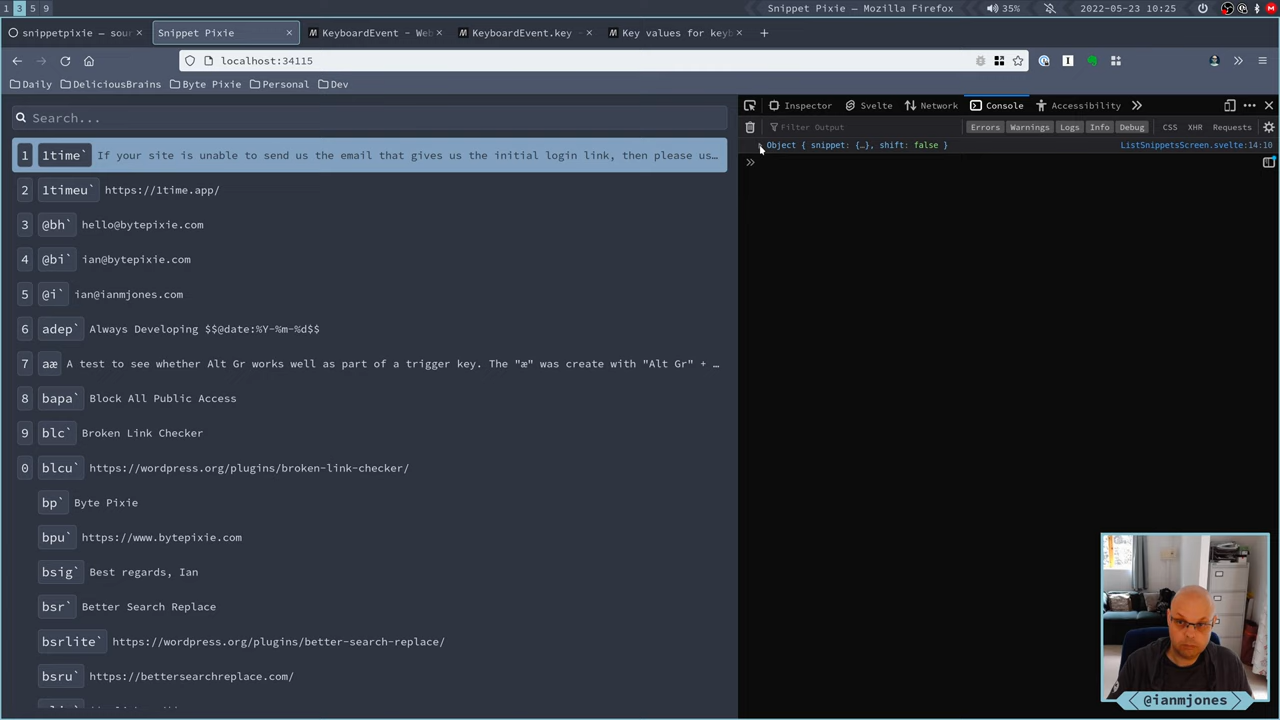 1 3 5 9
Snippet Pixie — Mozilla Firefox
35%
2022-05-23 10:25
snippetpixie — sour
Snippet Pixie
KeyboardEvent - Web
KeyboardEvent.key -
Key values for keyb
localhost:34115
Daily
DeliciousBrains
Byte Pixie
Personal
Dev
Search...
1 1time` If your site is unable to send us the email that gives us the initial login link, then please us…
2 1timeu` https://1time.app/
3 @bh` hello@bytepixie.com
4 @bi` ian@bytepixie.com
5 @i` ian@ianmjones.com
6 adep` Always Developing $$@date:%Y-%m-%d$$
7 aæ A test to see whether Alt Gr works well as part of a trigger key. The "æ" was create with "Alt Gr" + …
8 bapa` Block All Public Access
9 blc` Broken Link Checker
0 blcu` https://wordpress.org/plugins/broken-link-checker/
bp` Byte Pixie
bpu` https://www.bytepixie.com
bsig` Best regards, Ian
bsr` Better Search Replace
bsrlite` https://wordpress.org/plugins/better-search-replace/
bsru` https://bettersearchreplace.com/
Inspector
Svelte
Network
Console
Accessibility
Filter Output
Errors
Warnings
Logs
Info
Debug
CSS
XHR
Requests
Object { snippet: {…}, shift: false }
ListSnippetsScreen.svelte:14:10
@ianmjones